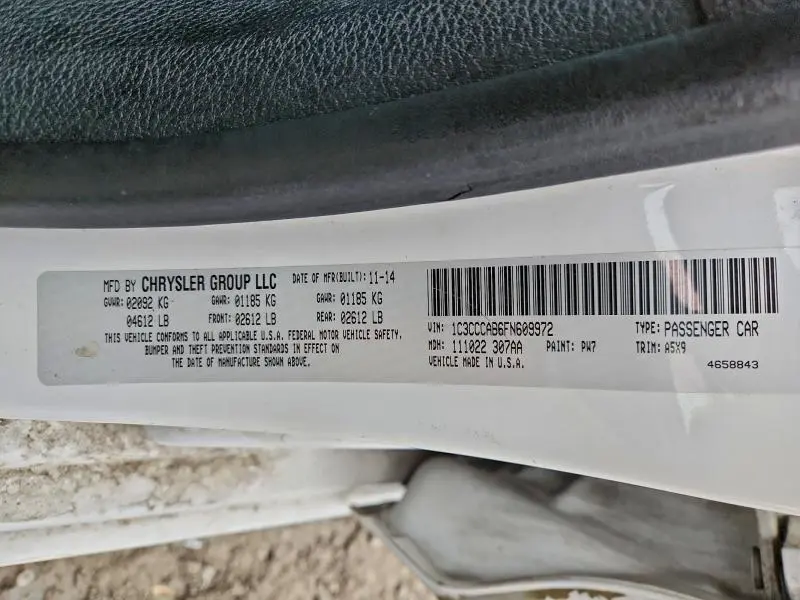 MFD BY CHRYSLER GROUP LLC DATE OF MFR(BUILT): 11-14
GVWR: 02092 KG GAWR: 01185 KG GAWR: 01185 KG
04612 LB FRONT: 02612 LB REAR: 02612 LB
THIS VEHICLE CONFORMS TO ALL APPLICABLE U.S.A. FEDERAL MOTOR VEHICLE SAFETY,
BUMPER AND THEFT PREVENTION STANDARDS IN EFFECT ON
THE DATE OF MANUFACTURE SHOWN ABOVE.
VIN: 1C3CCCAB6FN609972 TYPE: PASSENGER CAR
MDH: 111022 307AA PAINT: PW7 TRIM: A5X9
VEHICLE MADE IN U.S.A. 4658843